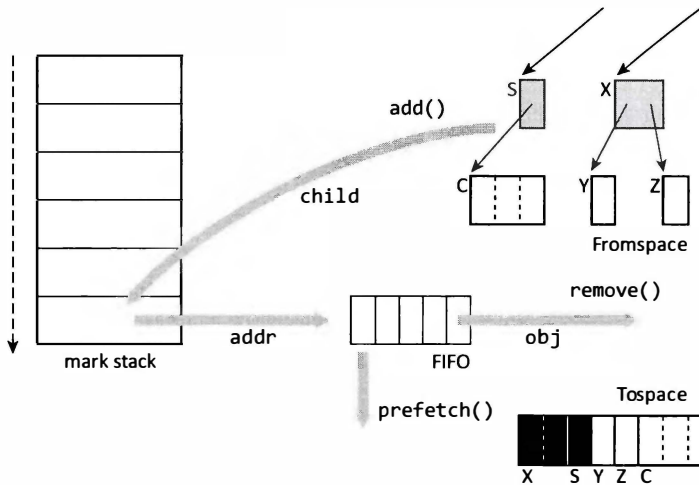 S
X
add()
C
Y
Z
child
Fromspace
remove()
addr
FIFO
obj
mark stack
prefetch()
Tospace
X S Y Z C